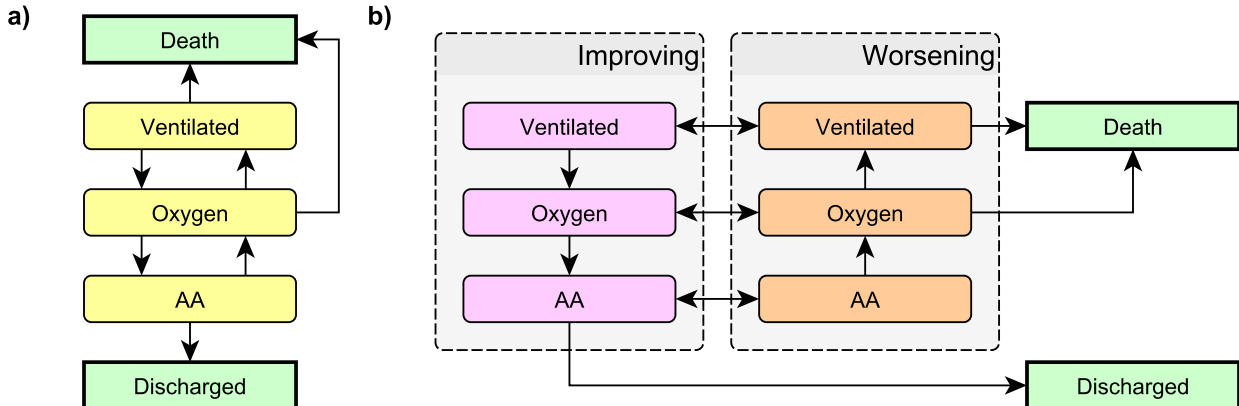 a)
Death
Ventilated
Oxygen
AA
Discharged
b)
Improving
Worsening
Ventilated
Ventilated
Death
Oxygen
Oxygen
AA
AA
Discharged